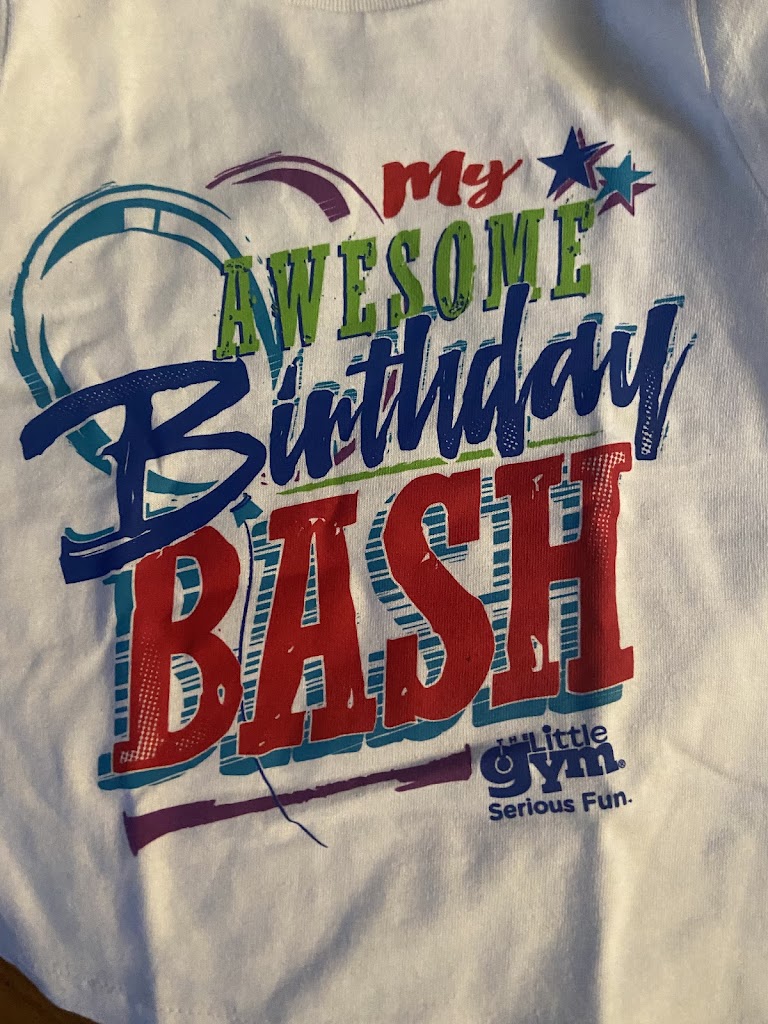 My
AWESOME
Birthday
BASH
the Little
gym®
Serious Fun.